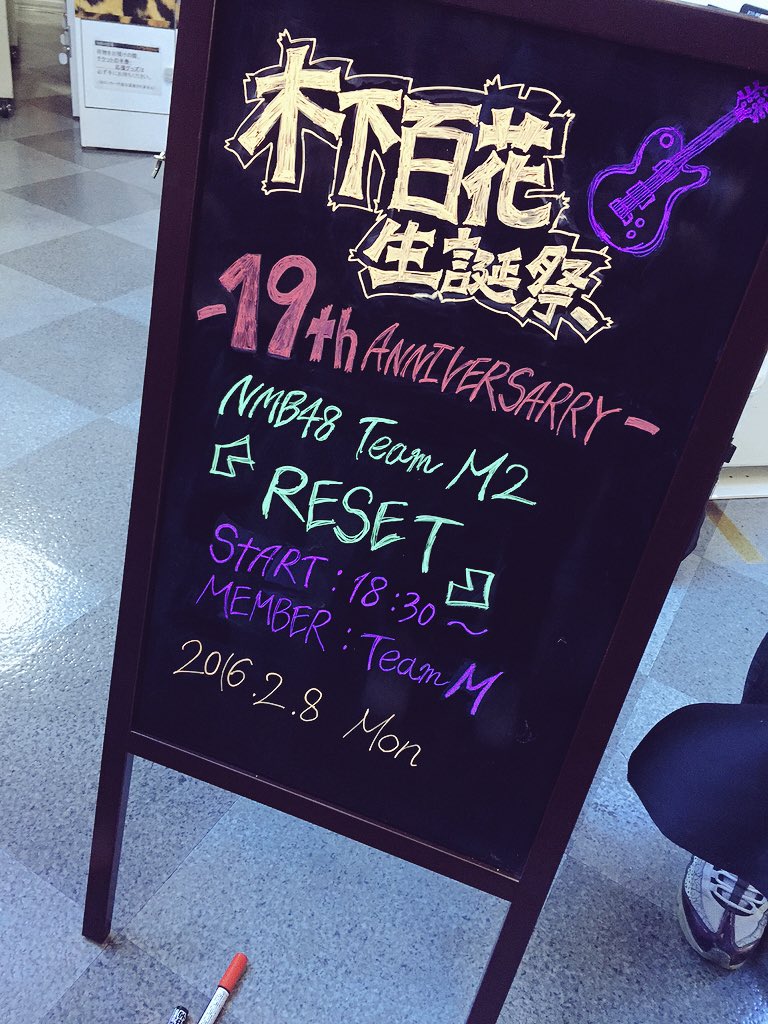 木下百花
生誕祭
-19th ANNIVERSARRY-
NMB48 Team M2
『RESET』
START : 18:30~
MEMBER : Team M
2016.2.8 Mon